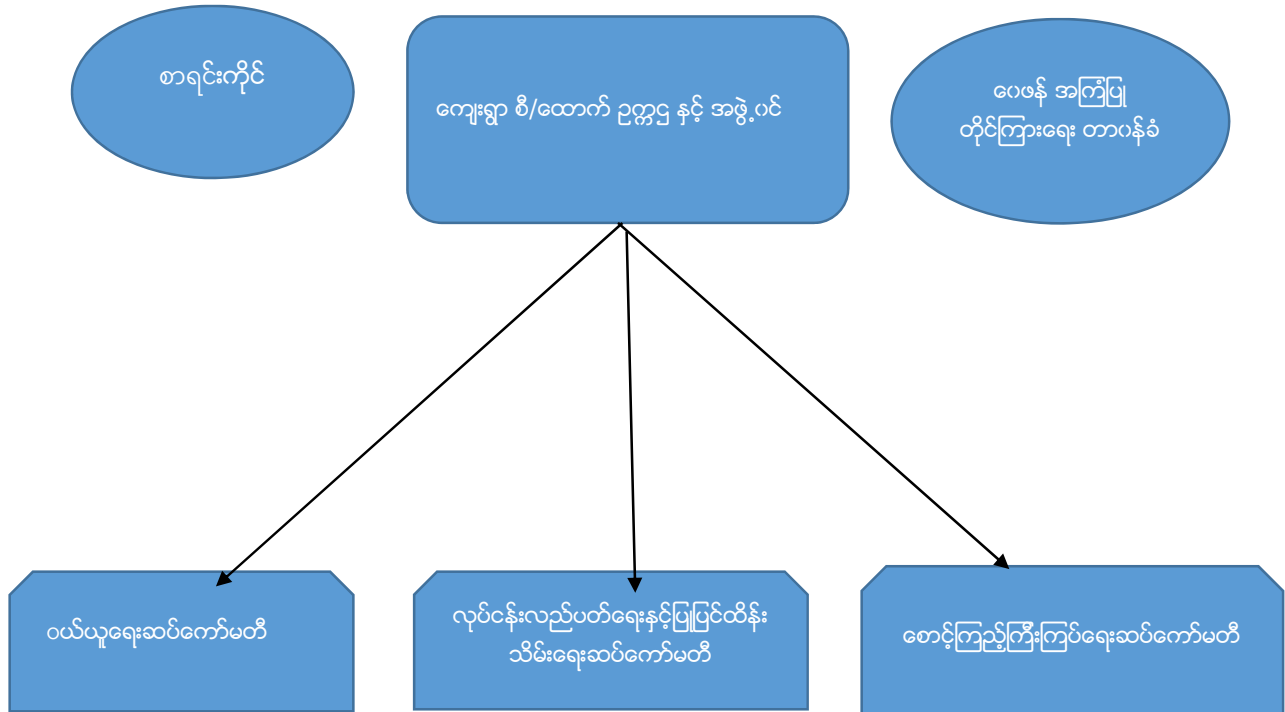 စာရင်းကိုင်
ကျေးရွာ စီ/ထောက် ဥက္ကဌ နှင့် အဖွဲ့ဝင်
ဝေဖန် အကြံပြု
တိုင်ကြားရေး တာဝန်ခံ
ဝယ်ယူရေးဆပ်ကော်မတီ
လုပ်ငန်းလည်ပတ်ရေးနှင့်ပြုပြင်ထိန်း
သိမ်းရေးဆပ်ကော်မတီ
စောင့်ကြည့်ကြီးကြပ်ရေးဆပ်ကော်မတီ